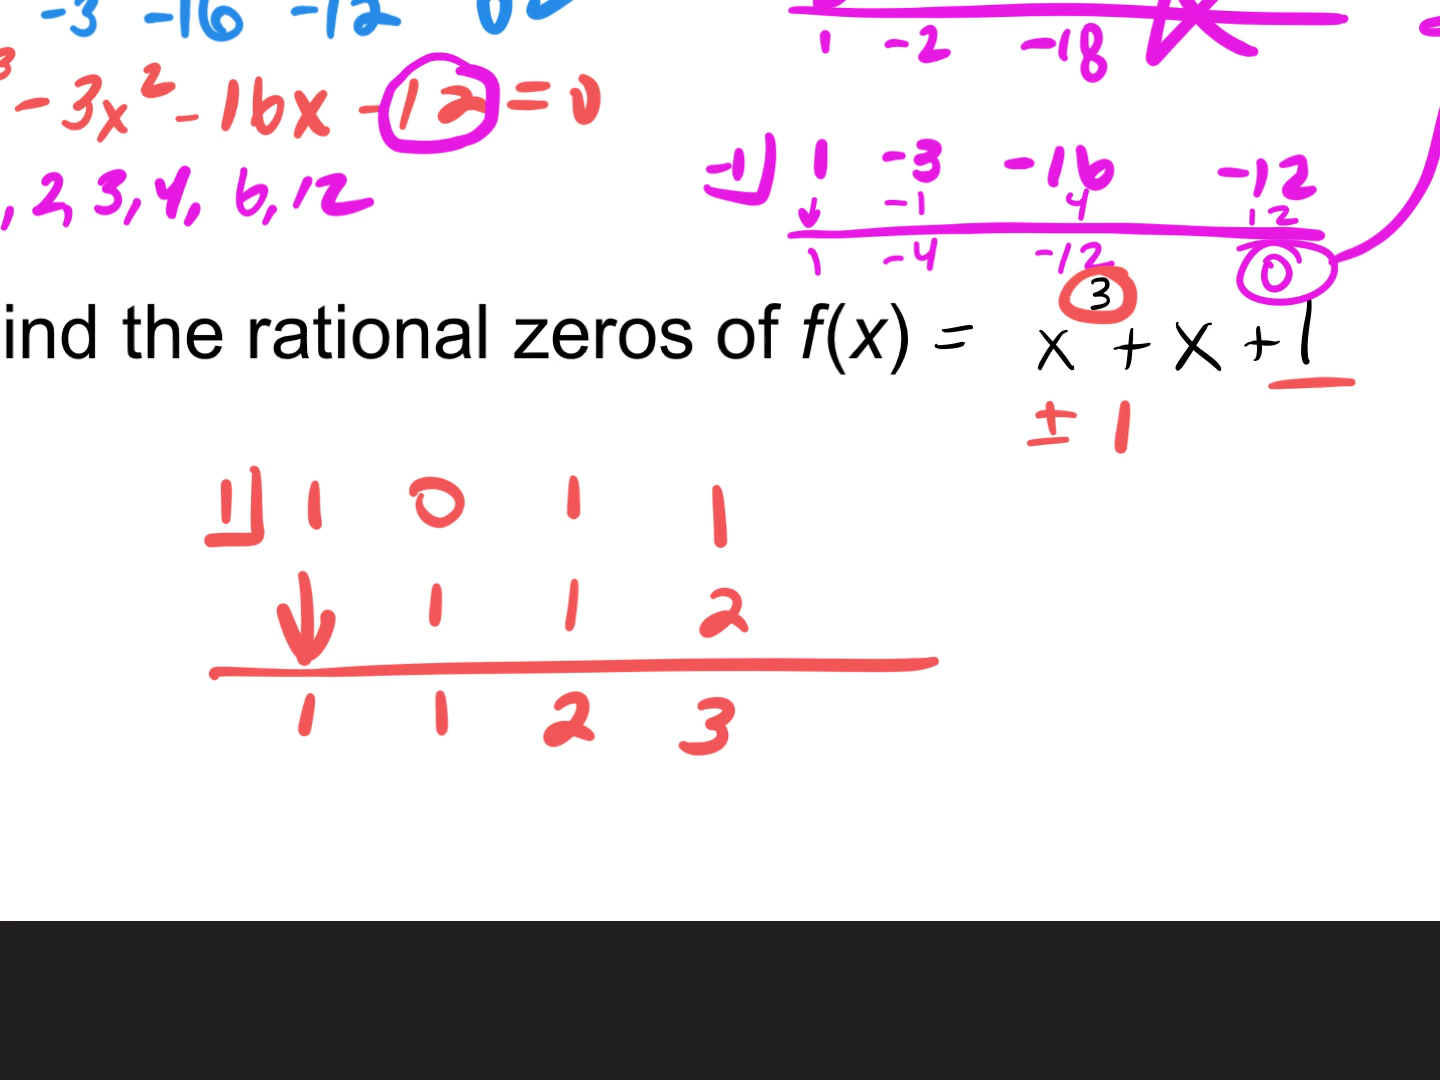 -3 -16 -12 0
1 -2 -18
3 - 3x² - 16x - 12 = 0
-1 1 -3 -16 -12
, 2, 3, 4, 6, 12
-1 4 12
1 -4 -12 0
ind the rational zeros of f(x) = x³ + x + 1
± 1
1 1 0 1 1
1 1 2
1 1 2 3